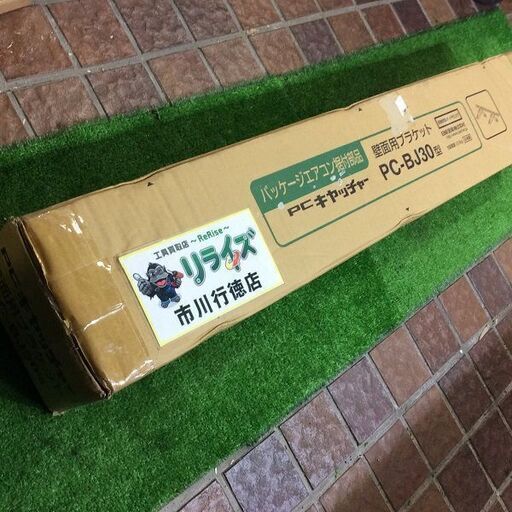 パッケージエアコン据付部品
PCキャッチャー
壁面用ブラケット
PC-BJ30型
工具買取店 ～ReRise～
リライズ
市川行徳店